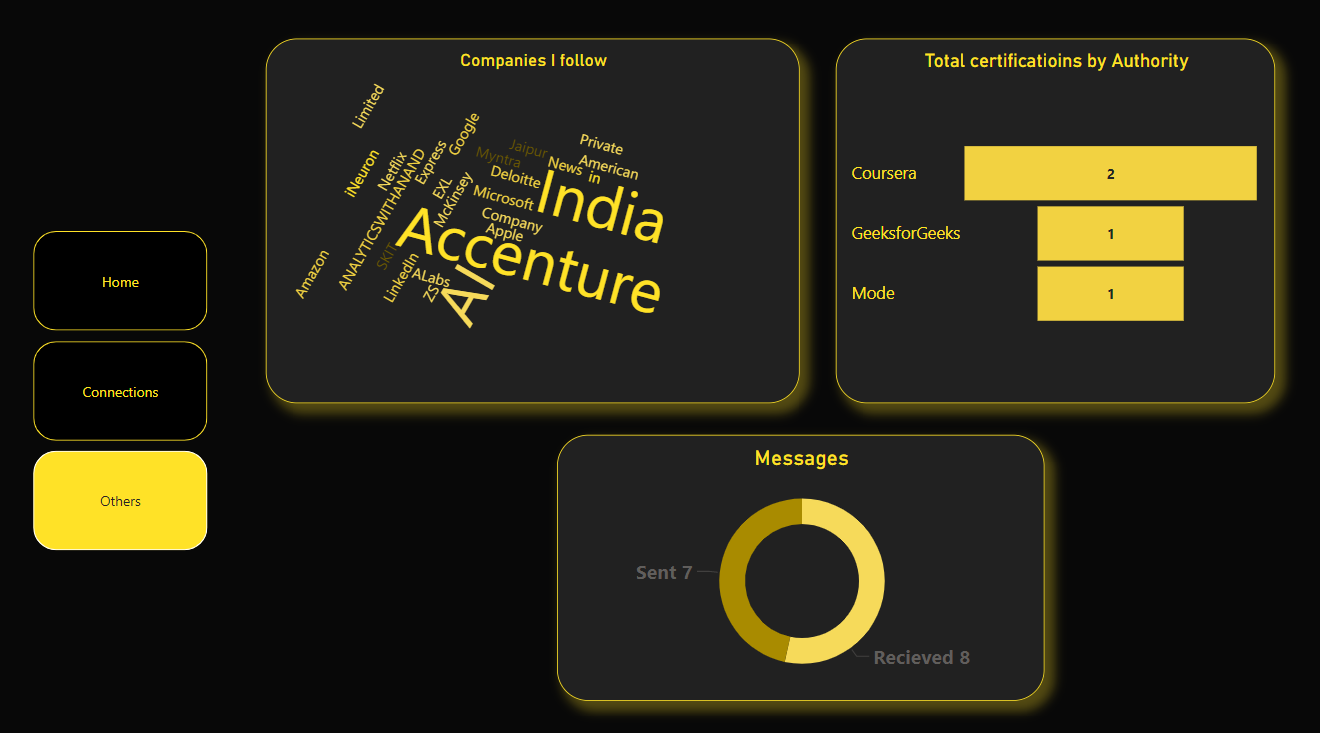 Companies I follow
Limited
Google
Express
Netflix
iNeuron
ANALYTICSWITHANAND
Jaipur
Myntra
Private
American
News
in
Deloitte
EXL
McKinsey
Microsoft
India
Company
Apple
Accenture
SKIT
Amazon
LinkedIn
ALabs
ZS
AI
Total certificatioins by Authority
Coursera 2
GeeksforGeeks 1
Mode 1
Home
Connections
Others
Messages
Sent 7
Recieved 8